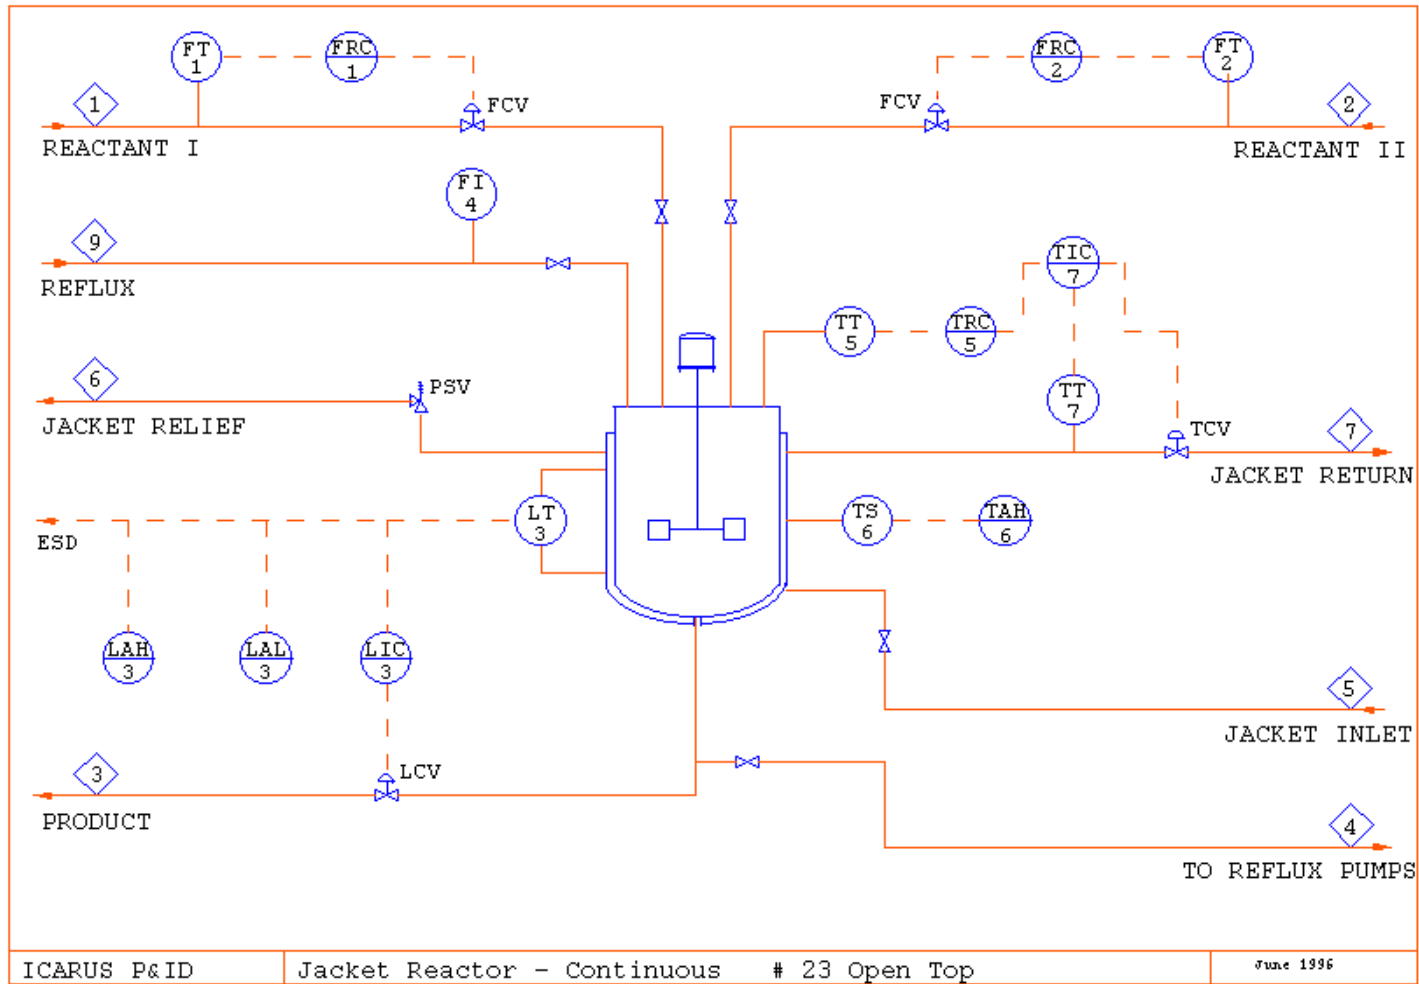 FT
1
FRC
1
FRC
2
FT
2
1
FCV
FCV
2
REACTANT I
REACTANT II
FI
4
9
REFLUX
TIC
7
TT
5
TRC
5
6
PSV
TT
7
JACKET RELIEF
TCV
7
JACKET RETURN
LT
3
TS
6
TAH
6
ESD
LAH
3
LAL
3
LIC
3
5
JACKET INLET
3
LCV
PRODUCT
4
TO REFLUX PUMPS
ICARUS P&ID
Jacket Reactor - Continuous # 23 Open Top
June 1996